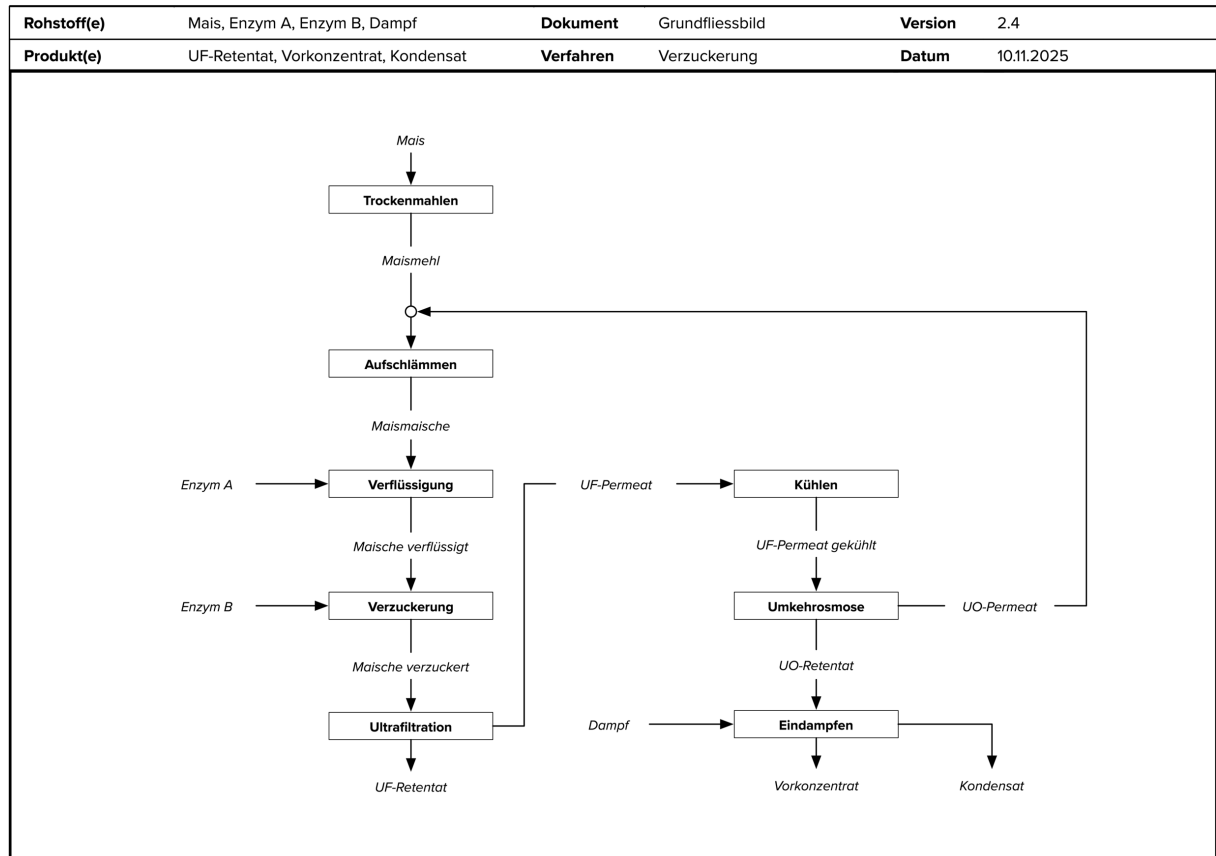 Rohstoff(e) Mais, Enzym A, Enzym B, Dampf Dokument Grundfliessbild Version 2.4
Produkt(e) UF-Retentat, Vorkonzentrat, Kondensat Verfahren Verzuckerung Datum 10.11.2025
Mais
Trockenmahlen
Maismehl
Aufschlämmen
Maismaische
Enzym A Verflüssigung UF-Permeat Kühlen
Maische verflüssigt UF-Permeat gekühlt
Enzym B Verzuckerung Umkehrosmose UO-Permeat
Maische verzuckert UO-Retentat
Ultrafiltration Dampf Eindampfen
UF-Retentat Vorkonzentrat Kondensat